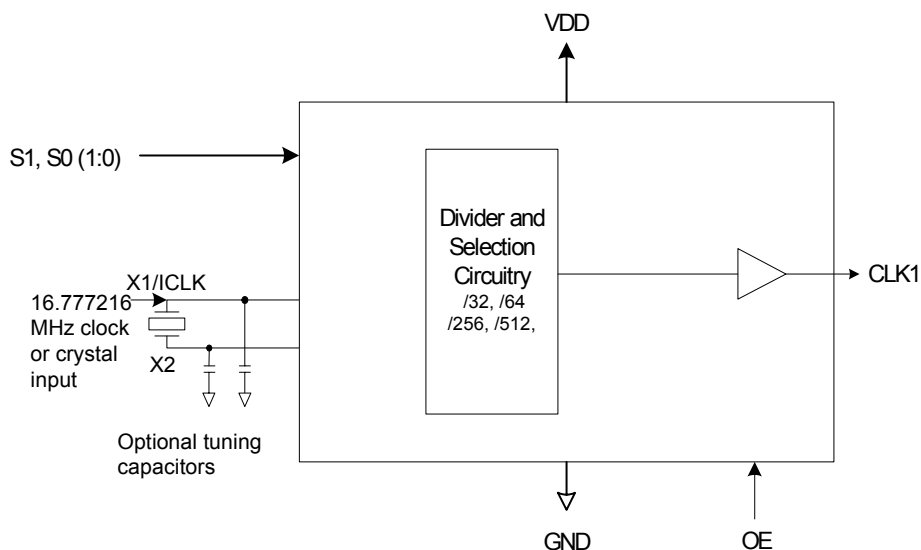 VDD
S1, S0 (1:0)
Divider and
Selection
Circuitry
/32, /64
/256, /512,
CLK1
X1/ICLK
16.777216
MHz clock
or crystal
input
X2
Optional tuning
capacitors
GND
OE